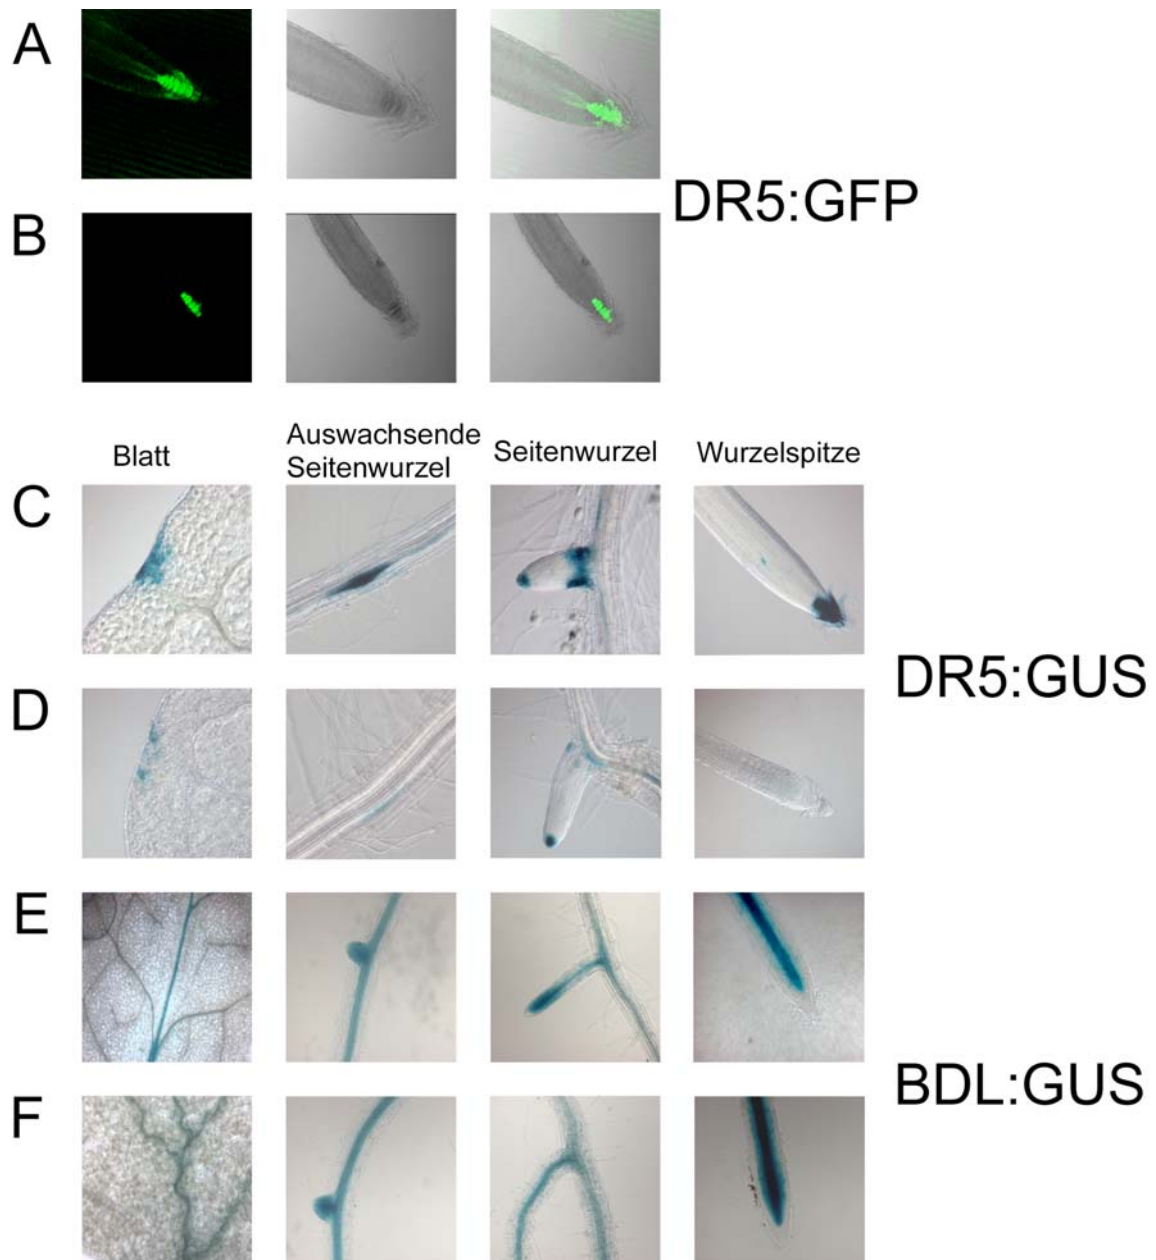 A
DR5:GFP
B
Blatt
Auswachsende
Seitenwurzel
Seitenwurzel
Wurzelspitze
C
DR5:GUS
D
E
BDL:GUS
F